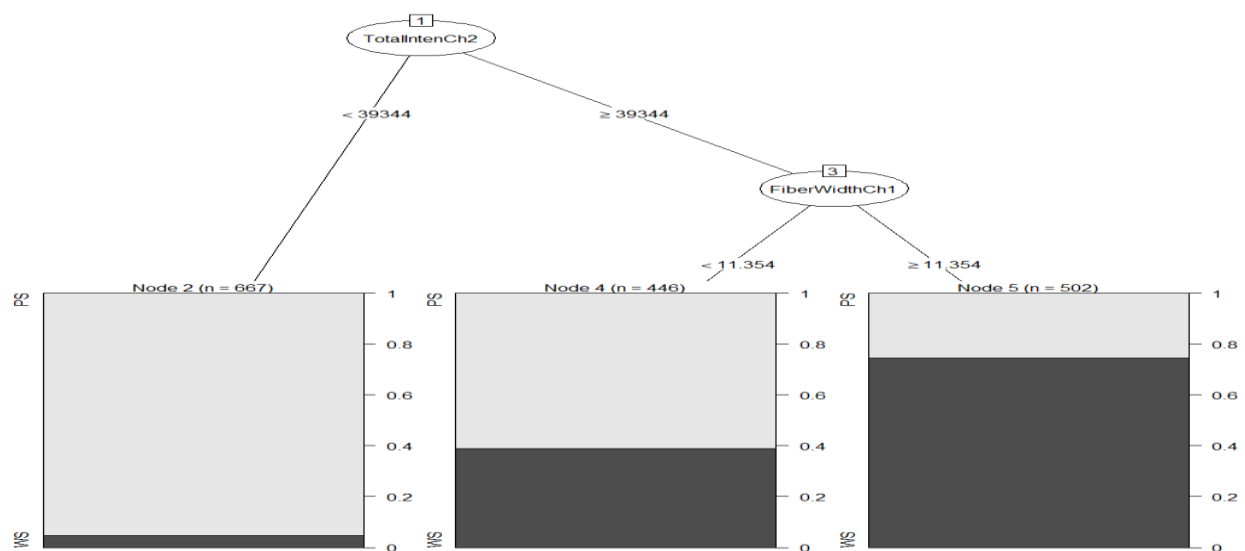 1
TotalIntenCh2
< 39344
≥ 39344
3
FiberWidthCh1
< 11.354
≥ 11.354
Node 2 (n = 667)
PS
WS
1
0.8
0.6
0.4
0.2
0
Node 4 (n = 446)
PS
WS
1
0.8
0.6
0.4
0.2
0
Node 5 (n = 502)
PS
WS
1
0.8
0.6
0.4
0.2
0